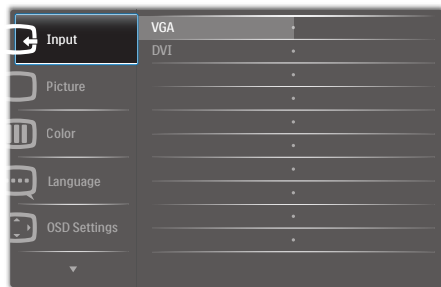 Input
VGA
DVI
Picture
Color
Language
OSD Settings